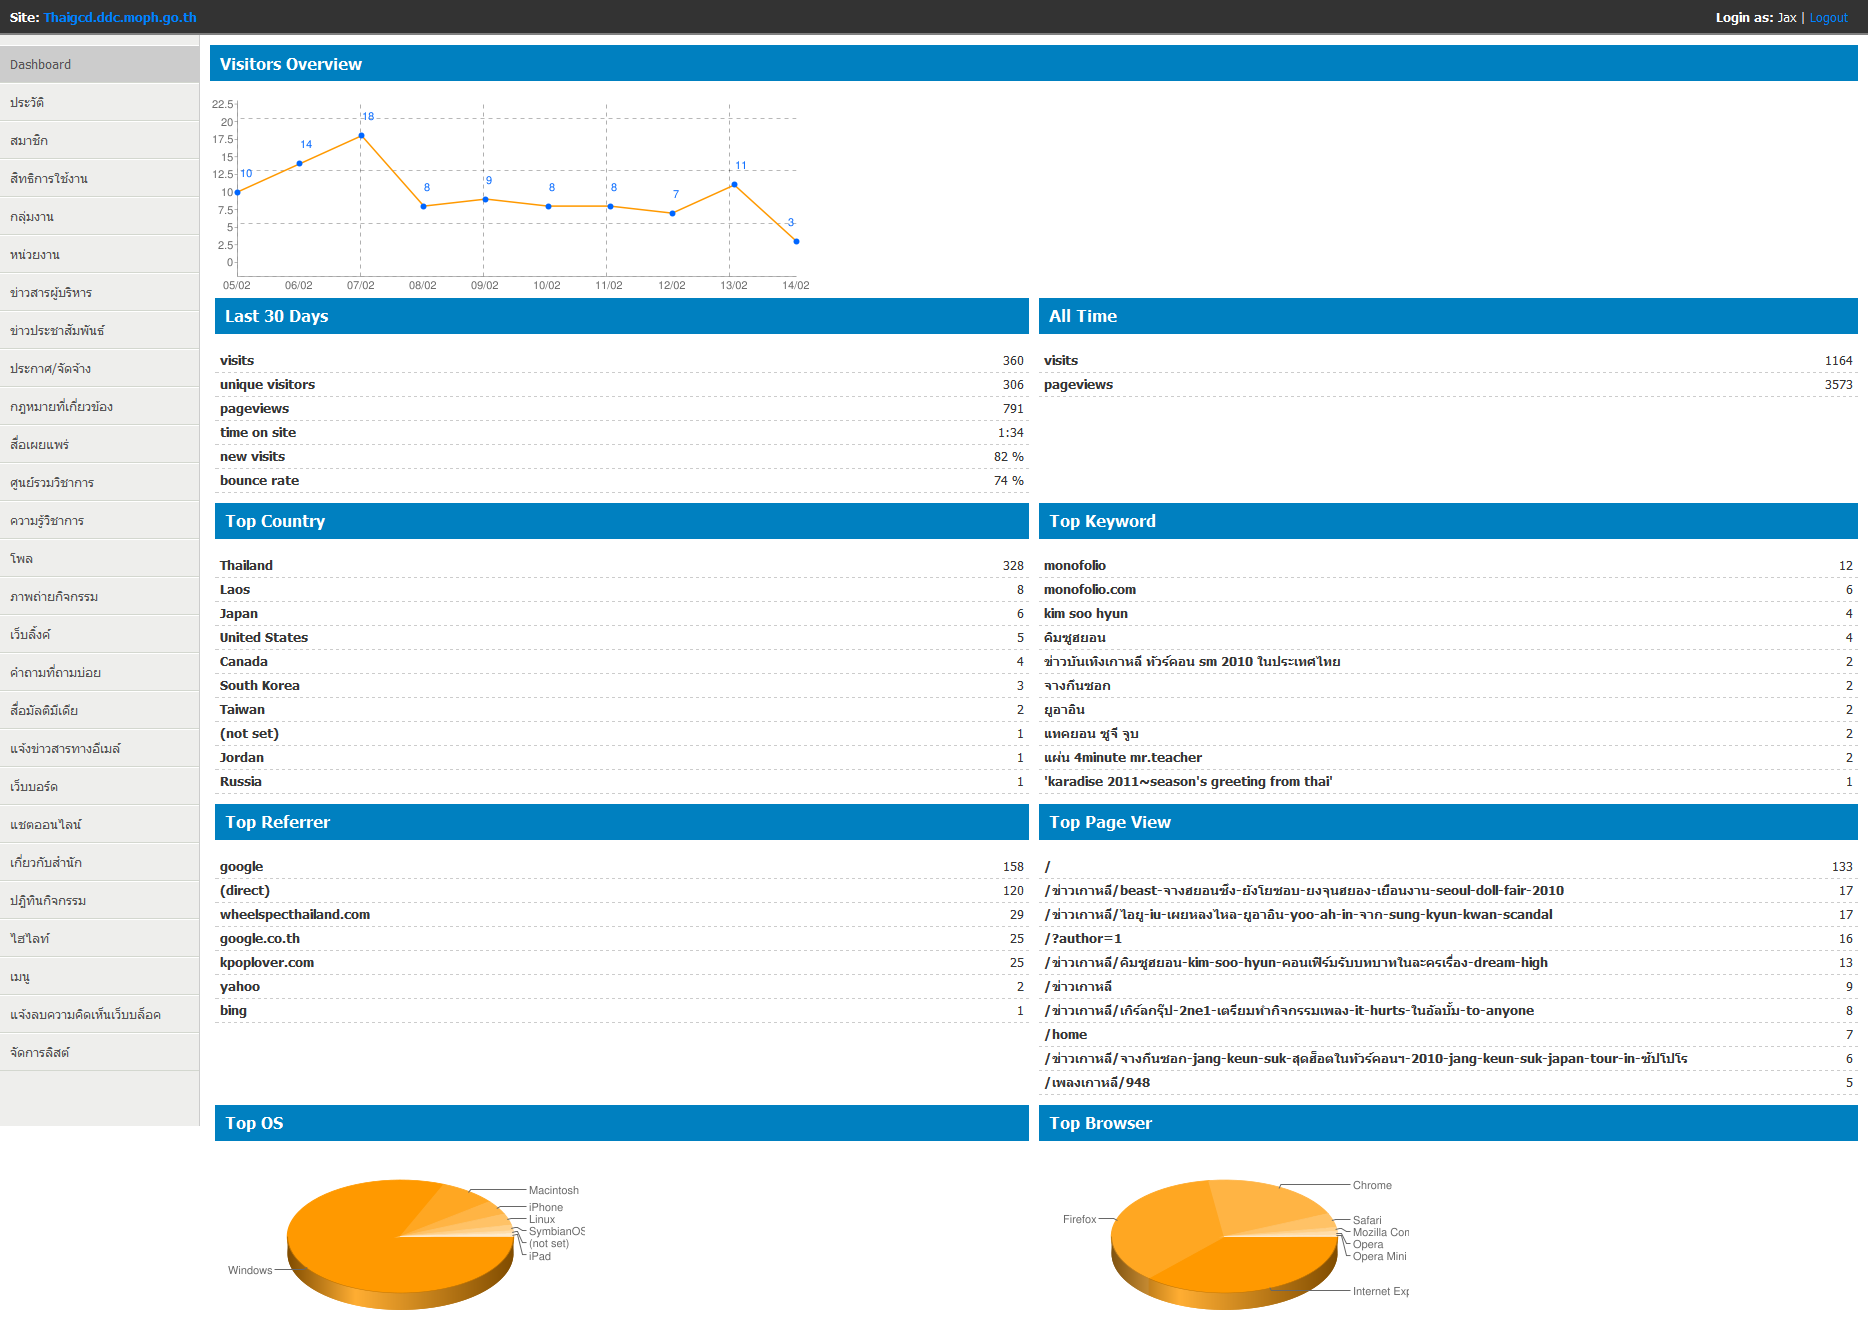 Site: Thaigcd.ddc.moph.go.th
Login as: Jax | Logout
Dashboard
ประวัติ
สมาชิก
สิทธิการใช้งาน
กลุ่มงาน
หน่วยงาน
ข่าวสารผู้บริหาร
ข่าวประชาสัมพันธ์
ประกาศ/จัดจ้าง
กฎหมายที่เกี่ยวข้อง
สื่อเผยแพร่
ศูนย์รวมวิชาการ
ความรู้วิชาการ
โพล
ภาพถ่ายกิจกรรม
เว็บลิ้งค์
คำถามที่ถามบ่อย
สื่อมัลติมีเดีย
แจ้งข่าวสารทางอีเมล์
เว็บบอร์ด
แชตออนไลน์
เกี่ยวกับสำนัก
ปฏิทินกิจกรรม
ไฮไลท์
เมนู
แจ้งลบความคิดเห็นเว็บบล็อค
จัดการลิสต์
Visitors Overview
22.5
20
17.5
15
12.5
10
7.5
5
2.5
0
10
14
18
8
9
8
8
7
11
3
05/02 06/02 07/02 08/02 09/02 10/02 11/02 12/02 13/02 14/02
Last 30 Days
visits 360
unique visitors 306
pageviews 791
time on site 1:34
new visits 82 %
bounce rate 74 %
All Time
visits 1164
pageviews 3573
Top Country
Thailand 328
Laos 8
Japan 6
United States 5
Canada 4
South Korea 3
Taiwan 2
(not set) 1
Jordan 1
Russia 1
Top Keyword
monofolio 12
monofolio.com 6
kim soo hyun 4
คิมซูฮยอน 4
ข่าวบันเทิงเกาหลี ทัวร์คอน sm 2010 ในประเทศไทย 2
จางกึนซอก 2
ยูอาอิน 2
แทคยอน ซูจี จูบ 2
แผ่น 4minute mr.teacher 2
'karadise 2011~season's greeting from thai' 1
Top Referrer
google 158
(direct) 120
wheelspecthailand.com 29
google.co.th 25
kpoplover.com 25
yahoo 2
bing 1
Top Page View
/ 133
/ข่าวเกาหลี/beast-จางฮยอนซึง-ยังโยซอบ-ยงจุนฮยอง-เยือนงาน-seoul-doll-fair-2010 17
/ข่าวเกาหลี/ไอยู-iu-เผยหลงไหล-ยูอาอิน-yoo-ah-in-จาก-sung-kyun-kwan-scandal 17
/?author=1 16
/ข่าวเกาหลี/คิมซูฮยอน-kim-soo-hyun-คอนเฟิร์มรับบทบาทในละครเรื่อง-dream-high 13
/ข่าวเกาหลี 9
/ข่าวเกาหลี/เกิร์ลกรุ๊ป-2ne1-เตรียมทำกิจกรรมเพลง-it-hurts-ในอัลบั้ม-to-anyone 8
/home 7
/ข่าวเกาหลี/จางกึนซอก-jang-keun-suk-สุดฮ็อตในทัวร์คอนฯ-2010-jang-keun-suk-japan-tour-in-ซัปโปโร 6
/เพลงเกาหลี/948 5
Top OS
Macintosh
iPhone
Linux
SymbianOS
(not set)
iPad
Windows
Top Browser
Chrome
Firefox
Safari
Mozilla Con
Opera
Opera Mini
Internet Exp